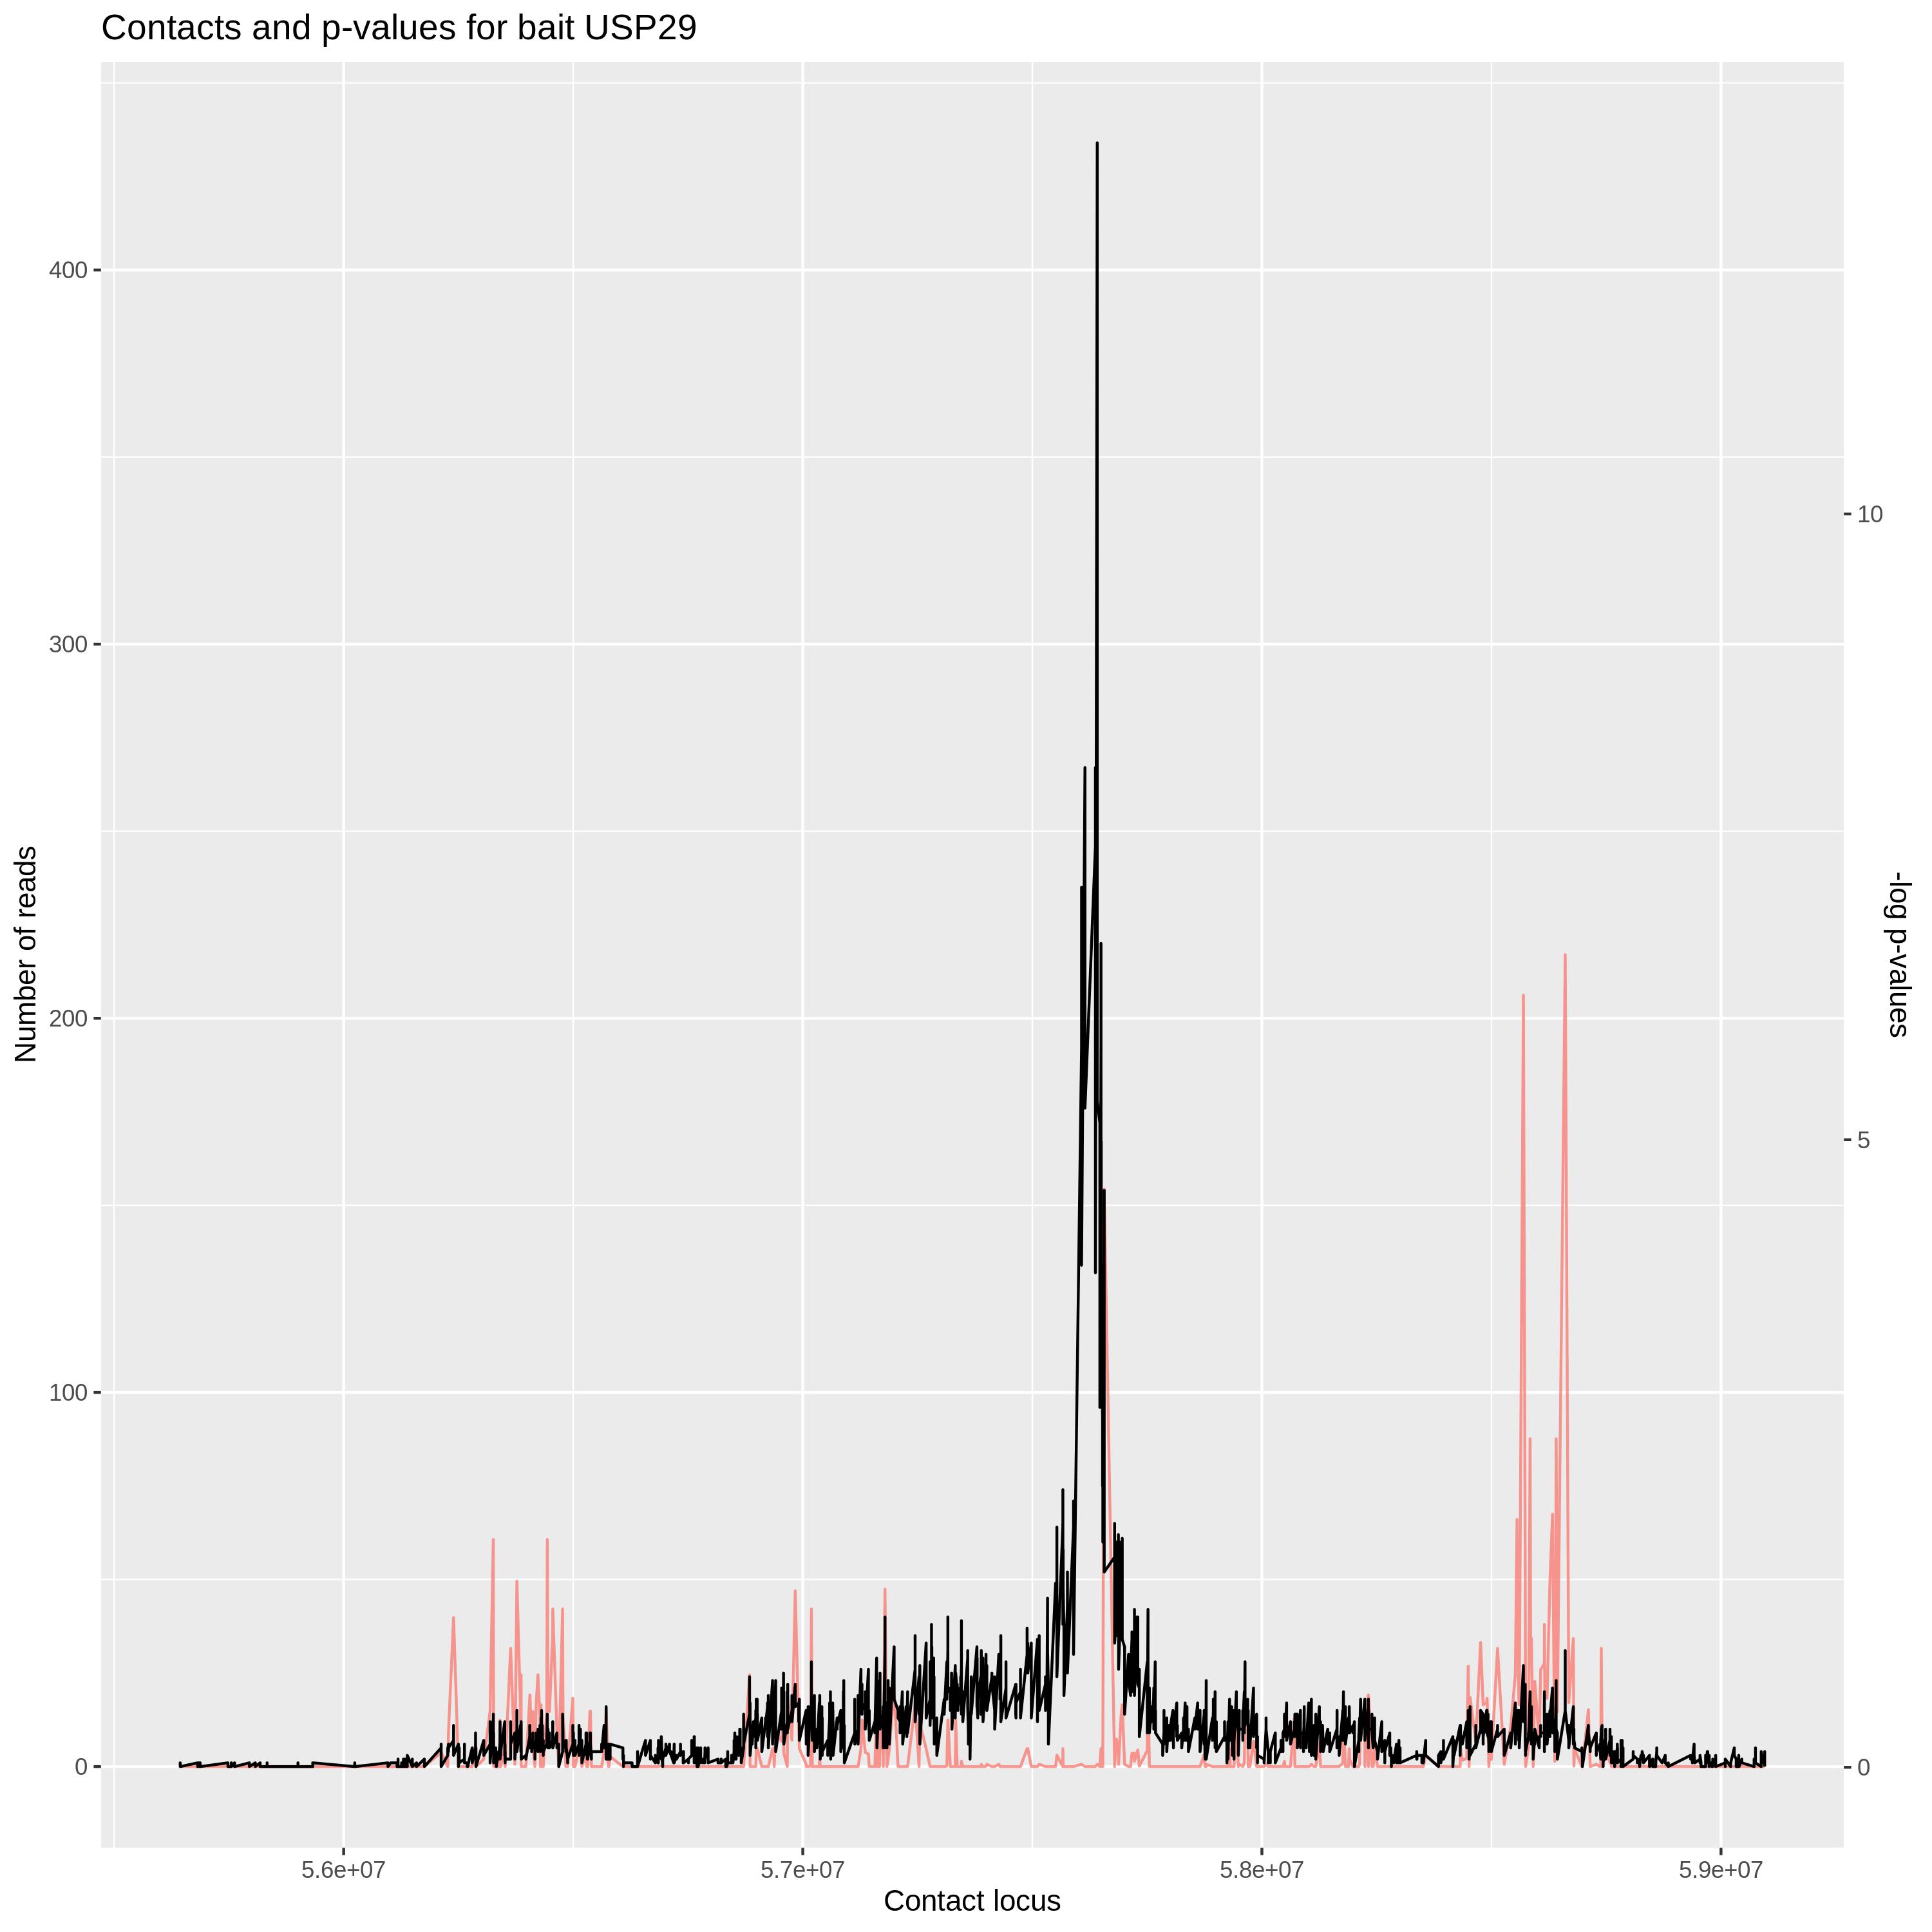 Contacts and p-values for bait USP29
Number of reads
400
300
200
100
0
10
5
0
-log p-values
5.6e+07
5.7e+07
5.8e+07
5.9e+07
Contact locus